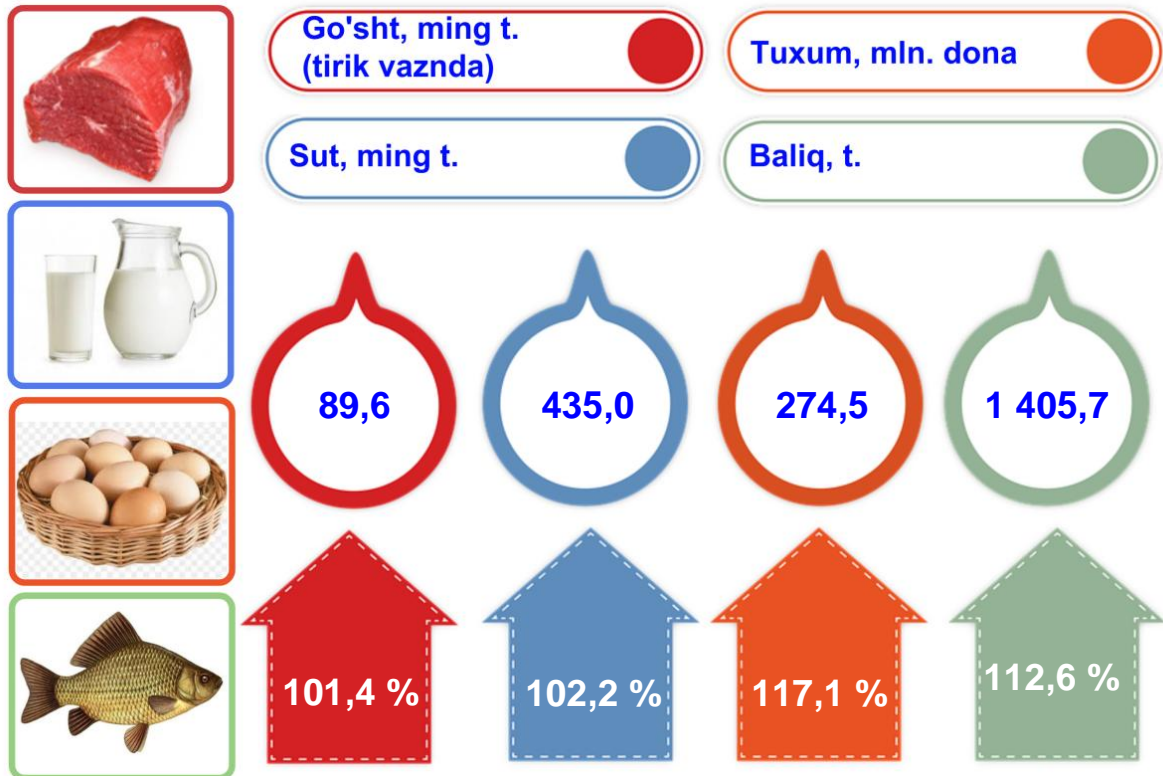 Go'sht, ming t.
(tirik vaznda)
Tuxum, mln. dona
Sut, ming t.
Baliq, t.
89,6
435,0
274,5
1 405,7
101,4 %
102,2 %
117,1 %
112,6 %